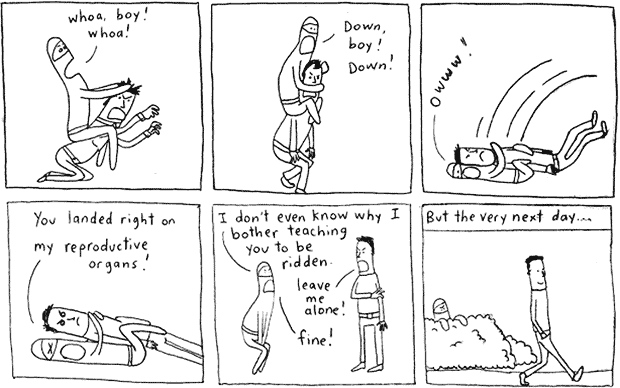 whoa, boy!
whoa!
Down,
boy!
Down!
Owww!
You landed right on
my reproductive
organs!
I don't even know why I
bother teaching
you to be
ridden.
leave
me
alone!
fine!
But the very next day...